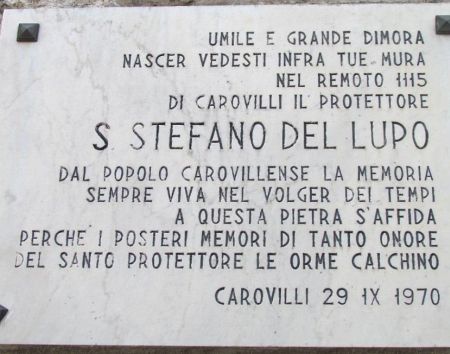 UMILE E GRANDE DIMORA
NASCER VEDESTI INFRA TUE MURA
NEL REMOTO 1115
DI CAROVILLI IL PROTETTORE
S. STEFANO DEL LUPO
DAL POPOLO CAROVILLENSE LA MEMORIA
SEMPRE VIVA NEL VOLGER DEI TEMPI
A QUESTA PIETRA S'AFFIDA
PERCHE I POSTERI MEMORI DI TANTO ONORE
DEL SANTO PROTETTORE LE ORME CALCHINO
CAROVILLI 29 IX 1970